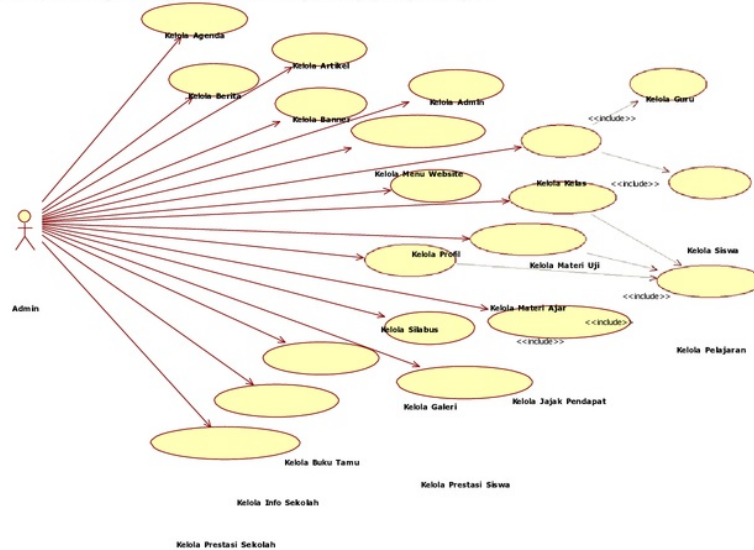 Kelola Agenda
Kelola Artikel
Kelola Berita
Kelola Admin
Kelola Guru
Kelola Banner
<<include>>
Kelola Menu Website
Kelola Kelas
<<include>>
Kelola Siswa
Kelola Profil
Kelola Materi Uji
<<include>>
Admin
Kelola Materi Ajar
<<include>>
Kelola Silabus
<<include>>
Kelola Pelajaran
Kelola Galeri
Kelola Jajak Pendapat
Kelola Buku Tamu
Kelola Prestasi Siswa
Kelola Info Sekolah
Kelola Prestasi Sekolah